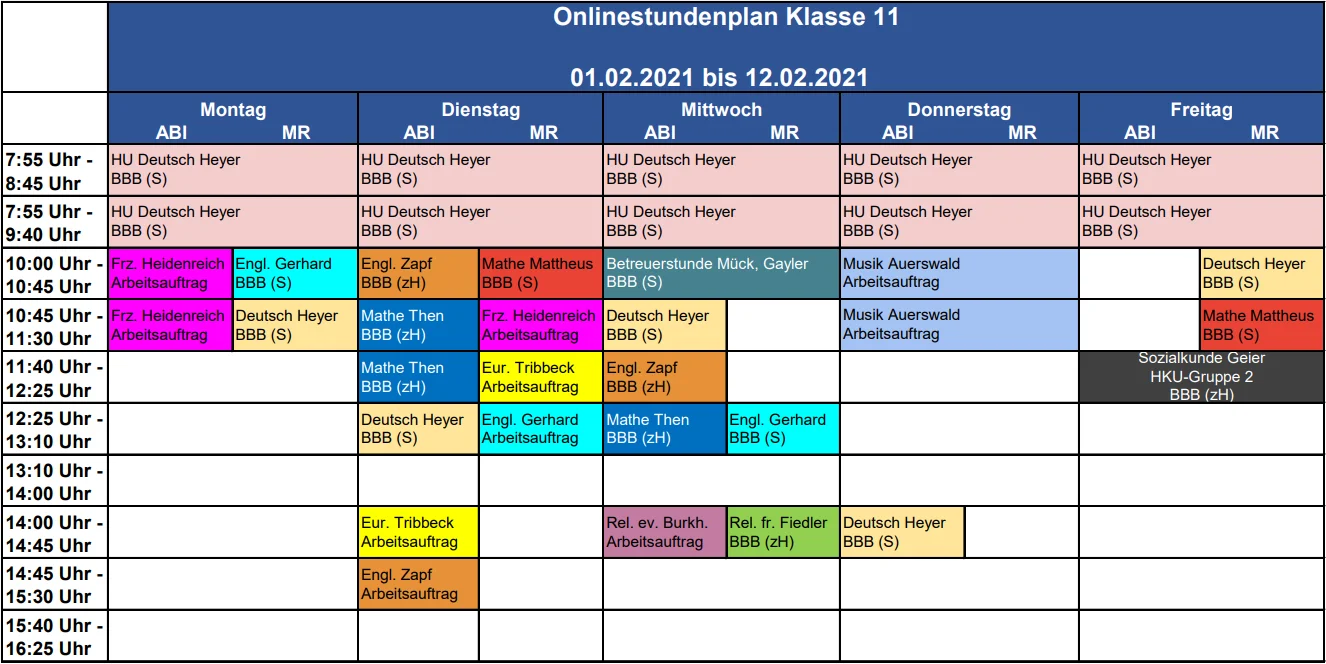 Onlinestundenplan Klasse 11
01.02.2021 bis 12.02.2021
Montag Dienstag Mittwoch Donnerstag Freitag
ABI MR ABI MR ABI MR ABI MR ABI MR
7:55 Uhr - HU Deutsch Heyer HU Deutsch Heyer HU Deutsch Heyer HU Deutsch Heyer HU Deutsch Heyer
8:45 Uhr BBB (S) BBB (S) BBB (S) BBB (S) BBB (S)
7:55 Uhr - HU Deutsch Heyer HU Deutsch Heyer HU Deutsch Heyer HU Deutsch Heyer HU Deutsch Heyer
9:40 Uhr BBB (S) BBB (S) BBB (S) BBB (S) BBB (S)
10:00 Uhr - Frz. Heidenreich Engl. Gerhard Engl. Zapf Mathe Mattheus Betreuerstunde Mück, Gayler Musik Auerswald Deutsch Heyer
10:45 Uhr Arbeitsauftrag BBB (S) BBB (zH) BBB (S) BBB (S) Arbeitsauftrag BBB (S)
10:45 Uhr - Frz. Heidenreich Deutsch Heyer Mathe Then Frz. Heidenreich Deutsch Heyer Musik Auerswald Mathe Mattheus
11:30 Uhr Arbeitsauftrag BBB (S) BBB (zH) Arbeitsauftrag BBB (S) Arbeitsauftrag BBB (S)
11:40 Uhr - Mathe Then Eur. Tribbeck Engl. Zapf Sozialkunde Geier
12:25 Uhr BBB (zH) Arbeitsauftrag BBB (zH) HKU-Gruppe 2
BBB (zH)
12:25 Uhr - Deutsch Heyer Engl. Gerhard Mathe Then Engl. Gerhard
13:10 Uhr BBB (S) Arbeitsauftrag BBB (zH) BBB (S)
13:10 Uhr -
14:00 Uhr
14:00 Uhr - Eur. Tribbeck Rel. ev. Burkh. Rel. fr. Fiedler Deutsch Heyer
14:45 Uhr Arbeitsauftrag Arbeitsauftrag BBB (zH) BBB (S)
14:45 Uhr - Engl. Zapf
15:30 Uhr Arbeitsauftrag
15:40 Uhr -
16:25 Uhr